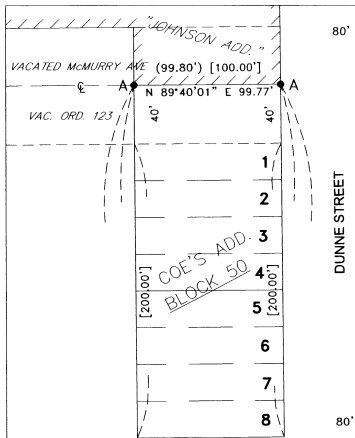 "JOHNSON ADD."
80'
VACATED McMURRY AVE (99.80') [100.00']
℄ A A
N 89°40'01" E 99.77'
VAC. ORD. 123
40' 40'
1
2
3
COE'S ADD.
BLOCK 50
4
[200.00'] [200.00']
5
6
7
8
DUNNE STREET
80'